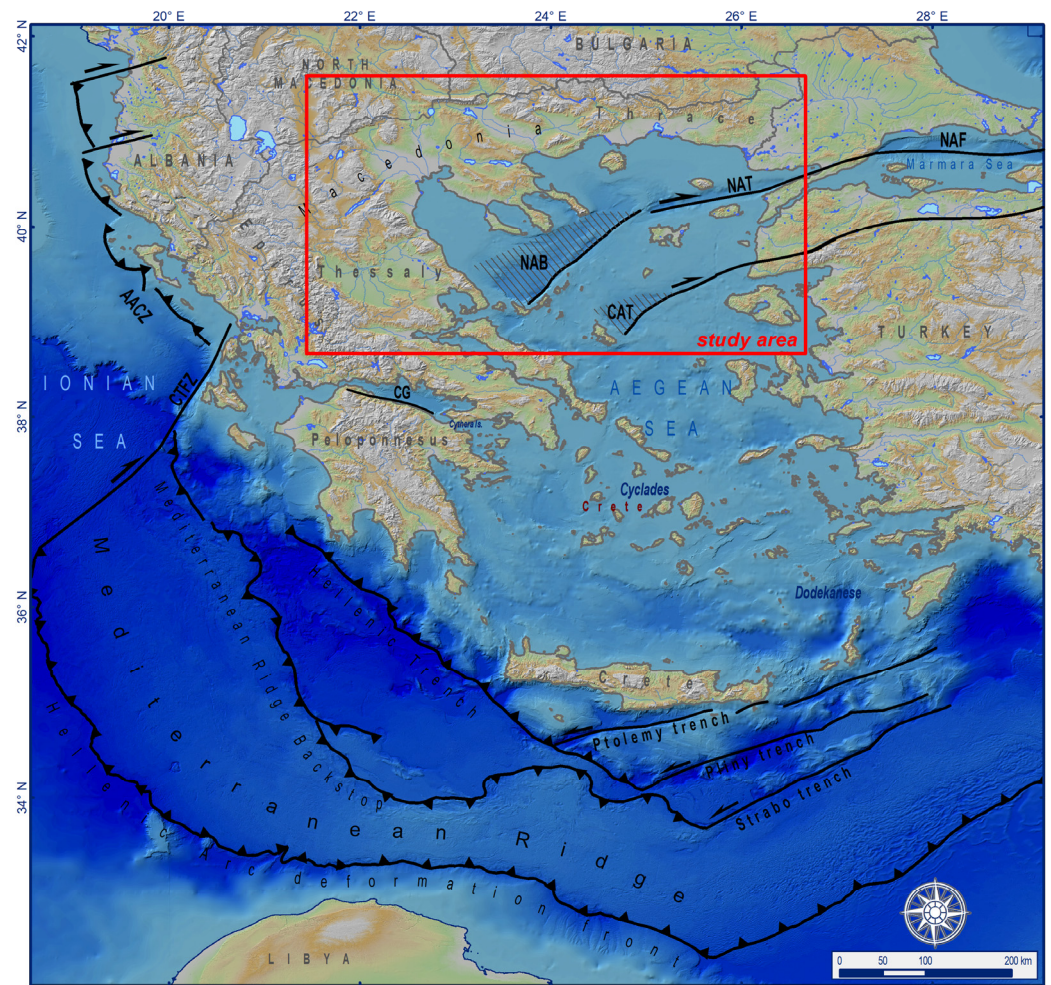 20° E
22° E
24° E
26° E
28° E
42° N
40° N
38° N
36° N
34° N
BULGARIA
NORTH
MACEDONIA
Thrace
Macedonia
ALBANIA
NAF
Marmara Sea
NAT
NAB
CAT
Thessaly
study area
TURKEY
AACZ
CTFZ
IONIAN
SEA
CG
AEGEAN
SEA
Peloponnesus
Cyclades
Crete
Dodekanese
Mediterranean Ridge Backstop
Hellenic Trench
Crete
Ptolemy trench
Pliny trench
Strabo trench
Mediterranean Ridge
Hellenic Arc deformation front
LIBYA
0 50 100 200 km